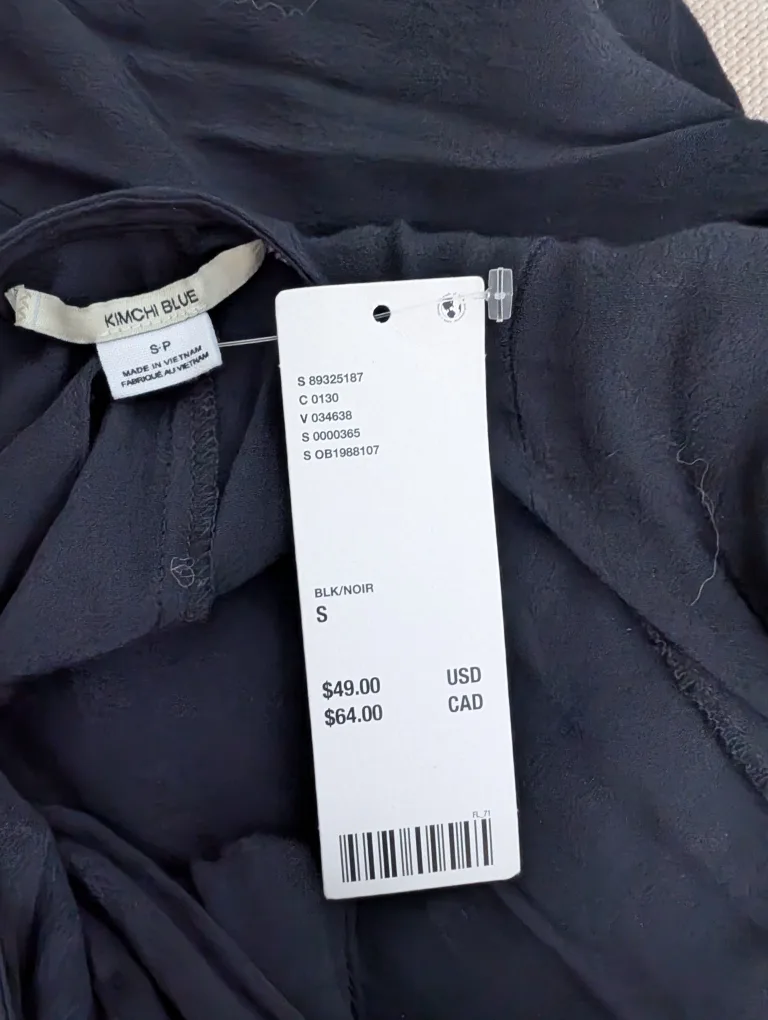 KIMCHI BLUE
S·P
MADE IN VIETNAM
FABRIQUÉ AU VIETNAM
S 89325187
C 0130
V 034638
S 0000365
S OB1988107
BLK/NOIR
S
$49.00 USD
$64.00 CAD
FL_71